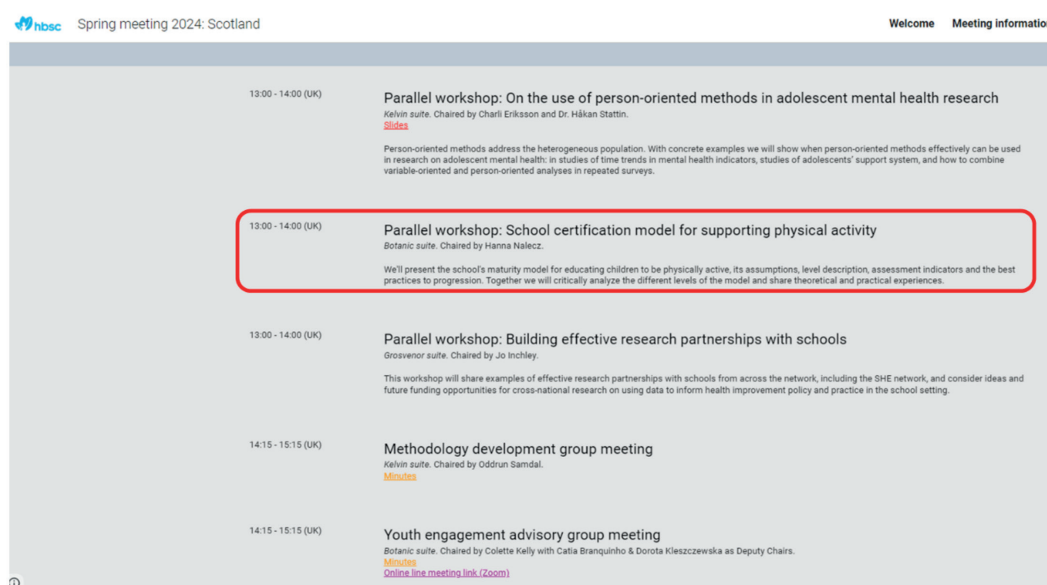 hbsc Spring meeting 2024: Scotland Welcome Meeting information
13:00 - 14:00 (UK)
Parallel workshop: On the use of person-oriented methods in adolescent mental health research
Kelvin suite. Chaired by Charli Eriksson and Dr. Håkan Stattin.
Slides
Person-oriented methods address the heterogeneous population. With concrete examples we will show when person-oriented methods effectively can be used
in research on adolescent mental health: in studies of time trends in mental health indicators, studies of adolescents' support system, and how to combine
variable-oriented and person-oriented analyses in repeated surveys.
13:00 - 14:00 (UK)
Parallel workshop: School certification model for supporting physical activity
Botanic suite. Chaired by Hanna Nalecz.
We'll present the school's maturity model for educating children to be physically active, its assumptions, level description, assessment indicators and the best
practices to progression. Together we will critically analyze the different levels of the model and share theoretical and practical experiences.
13:00 - 14:00 (UK)
Parallel workshop: Building effective research partnerships with schools
Grosvenor suite. Chaired by Jo Inchley.
This workshop will share examples of effective research partnerships with schools from across the network, including the SHE network, and consider ideas and
future funding opportunities for cross-national research on using data to inform health improvement policy and practice in the school setting.
14:15 - 15:15 (UK)
Methodology development group meeting
Kelvin suite. Chaired by Oddrun Samdal.
Minutes
14:15 - 15:15 (UK)
Youth engagement advisory group meeting
Botanic suite. Chaired by Colette Kelly with Catia Branquinho & Dorota Kleszczewska as Deputy Chairs.
Minutes
Online line meeting link (Zoom)